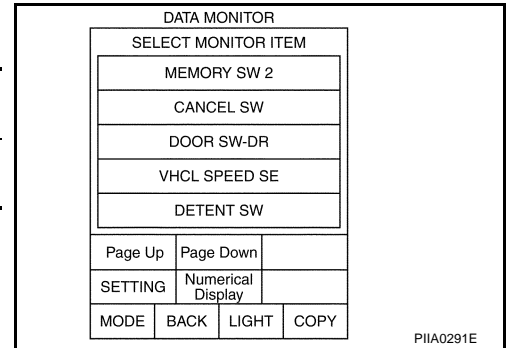 DATA MONITOR
SELECT MONITOR ITEM
MEMORY SW 2
CANCEL SW
DOOR SW-DR
VHCL SPEED SE
DETENT SW
Page Up Page Down
SETTING Numerical
Display
MODE BACK LIGHT COPY
PIIA0291E